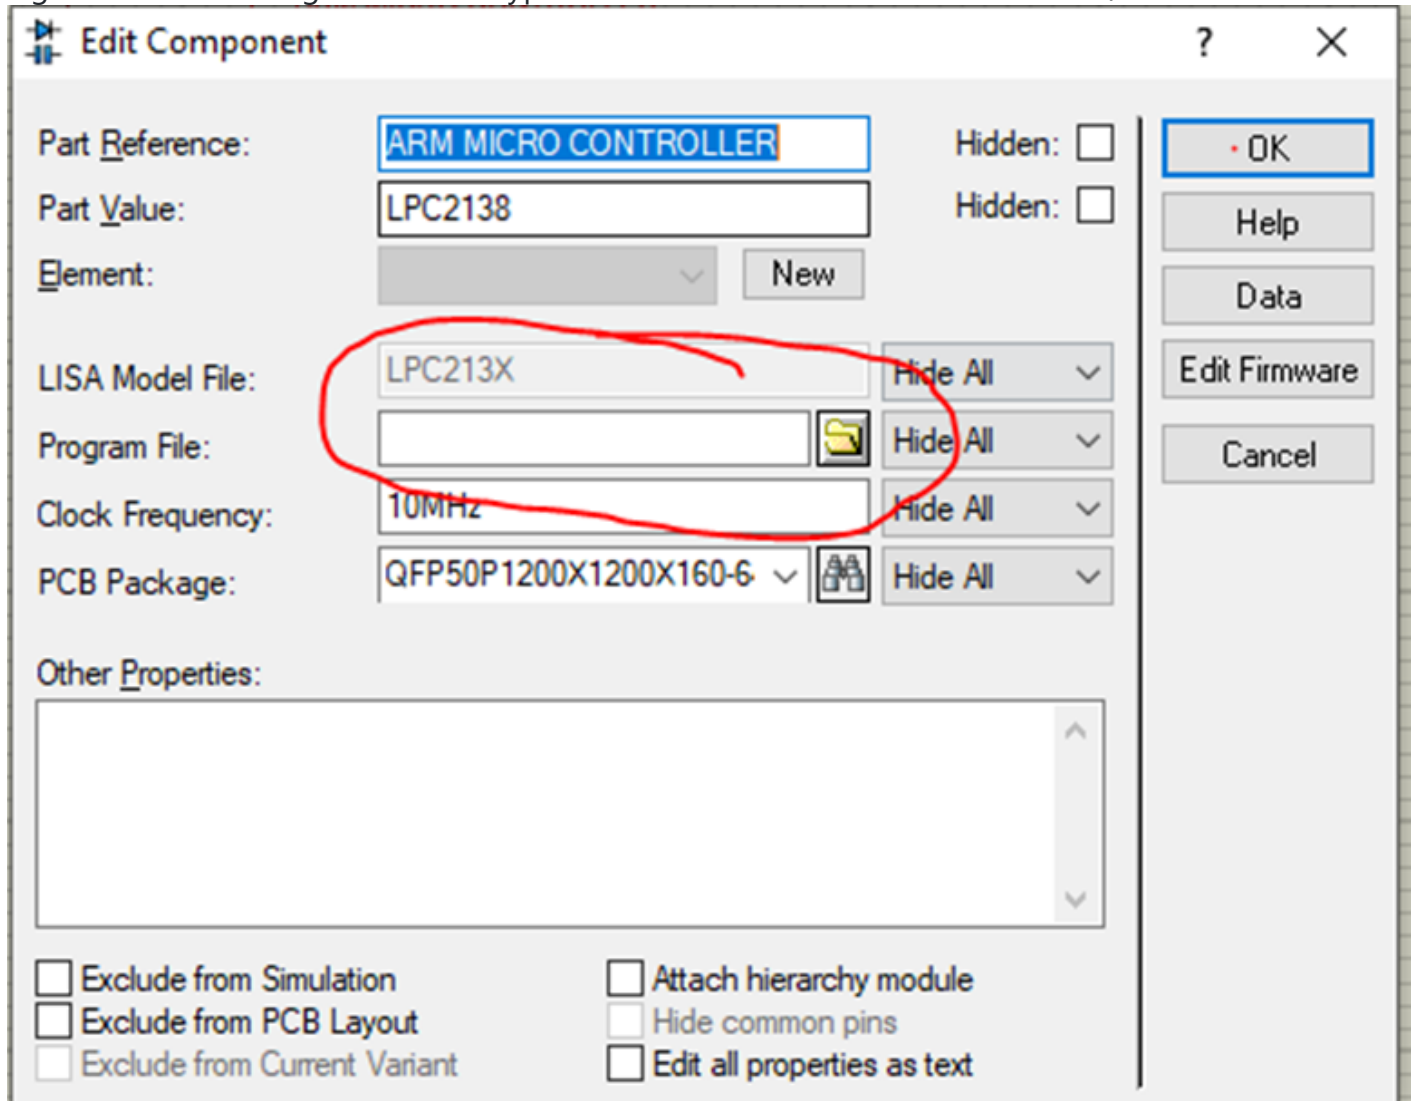 Edit Component ?
Part Reference: ARM MICRO CONTROLLER Hidden:
Part Value: LPC2138 Hidden:
Element: New
LISA Model File: LPC213X Hide All
Program File: Hide All
Clock Frequency: 10MHz Hide All
PCB Package: QFP50P1200X1200X160-6 Hide All
Other Properties:
Exclude from Simulation Attach hierarchy module
Exclude from PCB Layout Hide common pins
Exclude from Current Variant Edit all properties as text
OK
Help
Data
Edit Firmware
Cancel